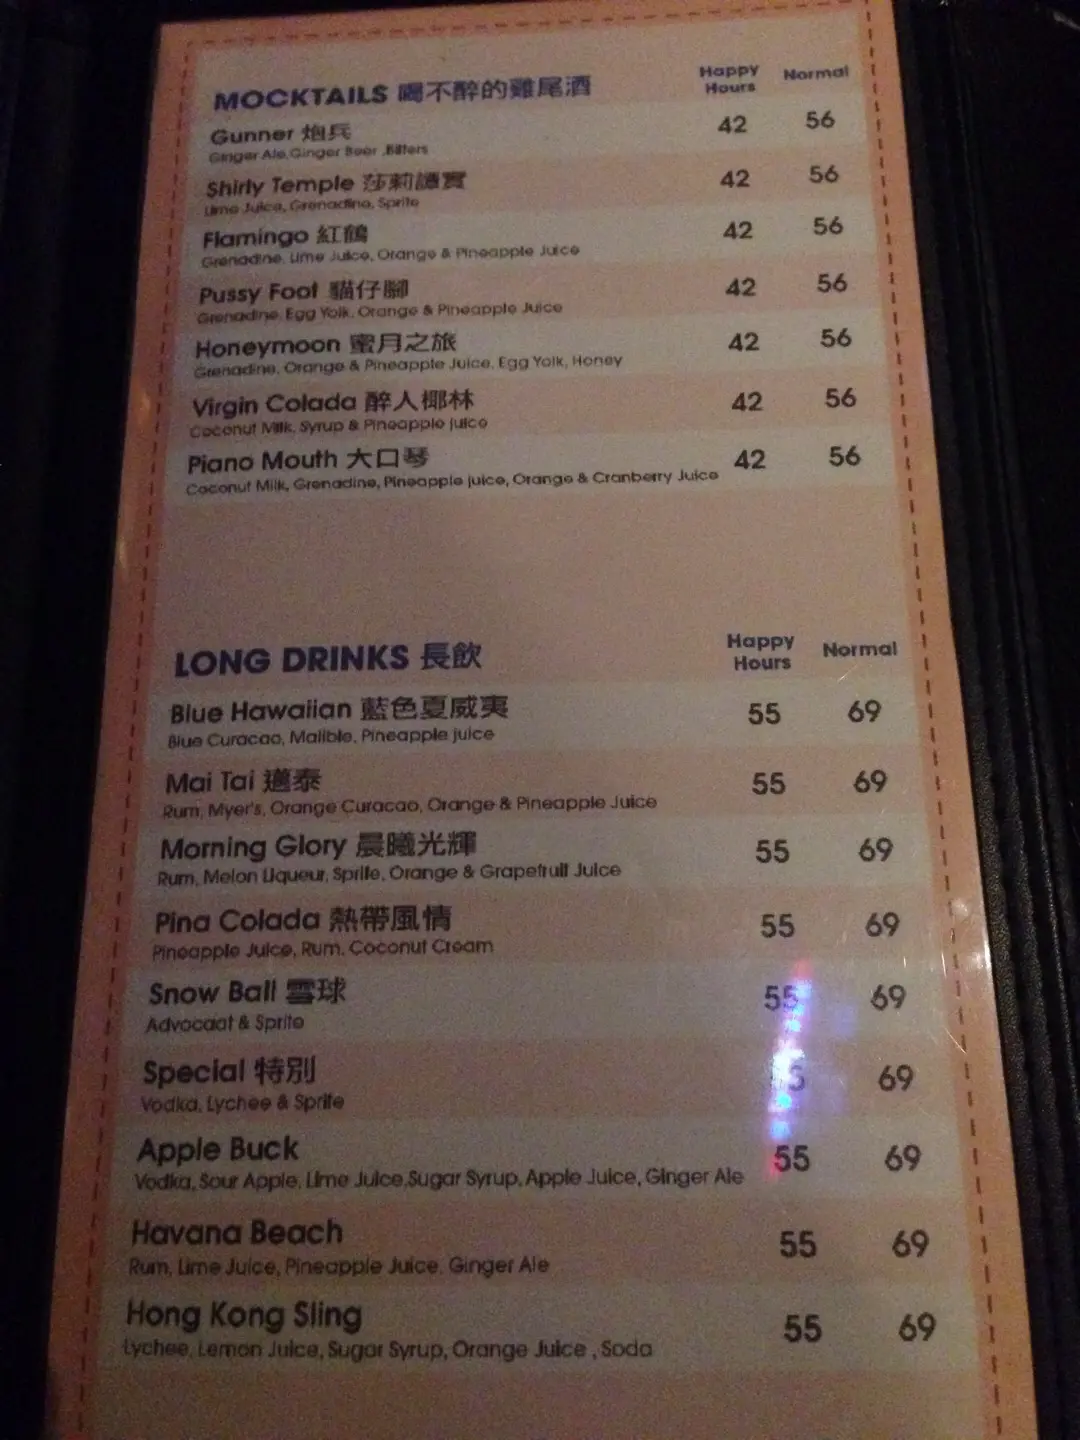 MOCKTAILS 喝不醉的雞尾酒 Happy Hours Normal
Gunner 炮兵 42 56
Ginger Ale,Ginger Beer ,Bitters
Shirly Temple 莎莉譚寶 42 56
Lime Juice, Grenadine, Sprite
Flamingo 紅鶴 42 56
Grenadine, Lime Juice, Orange & Pineapple Juice
Pussy Foot 貓仔腳 42 56
Grenadine, Egg Yolk, Orange & Pineapple Juice
Honeymoon 蜜月之旅 42 56
Grenadine, Orange & Pineapple Juice, Egg Yolk, Honey
Virgin Colada 醉人椰林 42 56
Coconut Milk, Syrup & Pineapple juice
Piano Mouth 大口琴 42 56
Coconut Milk, Grenadine, Pineapple juice, Orange & Cranberry Juice
LONG DRINKS 長飲 Happy Hours Normal
Blue Hawaiian 藍色夏威夷 55 69
Blue Curacao, Malible, Pineapple juice
Mai Tai 邁泰 55 69
Rum, Myer's, Orange Curacao, Orange & Pineapple Juice
Morning Glory 晨曦光輝 55 69
Rum, Melon Liqueur, Sprite, Orange & Grapefruit Juice
Pina Colada 熱帶風情 55 69
Pineapple Juice, Rum, Coconut Cream
Snow Ball 雪球 55 69
Advocaat & Sprite
Special 特別 55 69
Vodka, Lychee & Sprite
Apple Buck 55 69
Vodka, Sour Apple, Lime Juice,Sugar Syrup, Apple Juice, Ginger Ale
Havana Beach 55 69
Rum, Lime Juice, Pineapple Juice, Ginger Ale
Hong Kong Sling 55 69
Lychee, Lemon Juice, Sugar Syrup, Orange Juice , Soda